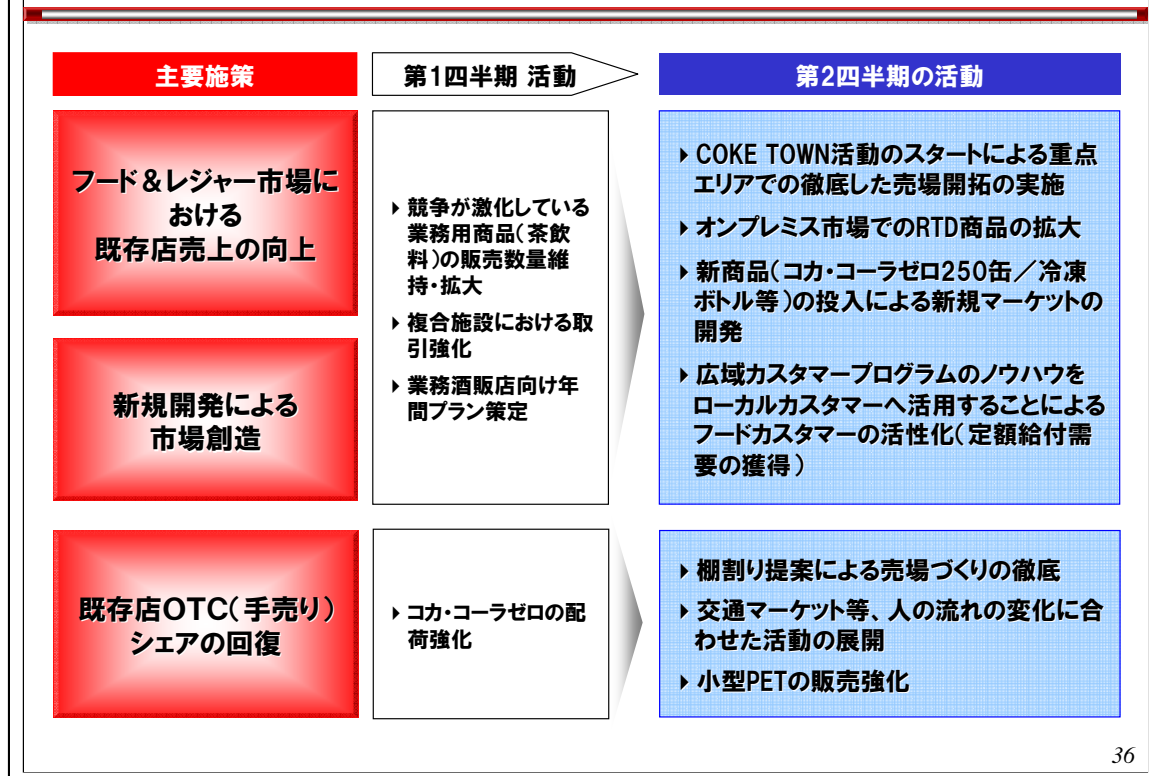 主要施策
第1四半期 活動
第2四半期の活動
フード&レジャー市場に
おける
既存店売上の向上
新規開発による
市場創造
▶ 競争が激化している
業務用商品(茶飲
料)の販売数量維
持・拡大
▶ 複合施設における取
引強化
▶ 業務酒販店向け年
間プラン策定
▶ COKE TOWN活動のスタートによる重点
エリアでの徹底した売場開拓の実施
▶ オンプレミス市場でのRTD商品の拡大
▶ 新商品(コカ・コーラゼロ250缶/冷凍
ボトル等)の投入による新規マーケットの
開発
▶ 広域カスタマープログラムのノウハウを
ローカルカスタマーへ活用することによる
フードカスタマーの活性化(定額給付需
要の獲得)
既存店OTC(手売り)
シェアの回復
▶ コカ・コーラゼロの配
荷強化
▶ 棚割り提案による売場づくりの徹底
▶ 交通マーケット等、人の流れの変化に合
わせた活動の展開
▶ 小型PETの販売強化
36